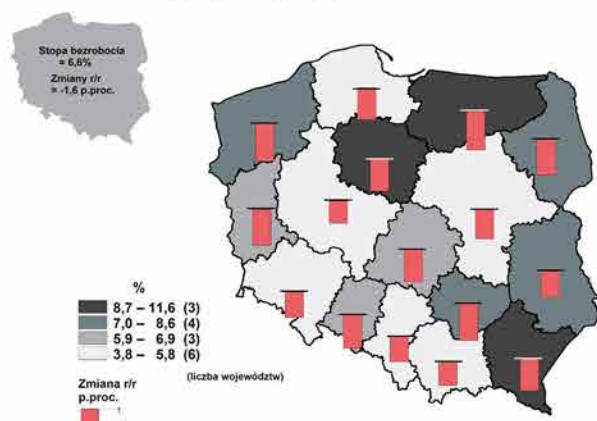 Stopa bezrobocia
= 6,6%
Zmiany r/r
= -1,6 p.proc.
%
8,7 – 11,6 (3)
7,0 – 8,6 (4)
5,9 – 6,9 (3)
3,8 – 5,8 (6)
(liczba województw)
Zmiana r/r
p.proc.
1